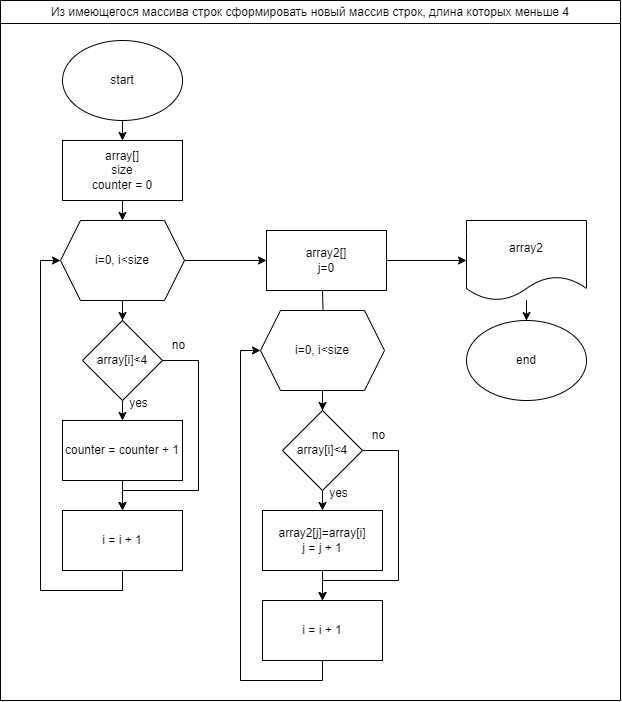 Из имеющегося массива строк сформировать новый массив строк, длина которых меньше 4
start
array[]
size
counter = 0
i=0, i<size
array[i]<4
no
yes
counter = counter + 1
i = i + 1
array2[]
j=0
i=0, i<size
array[i]<4
no
yes
array2[j]=array[i]
j = j + 1
i = i + 1
array2
end